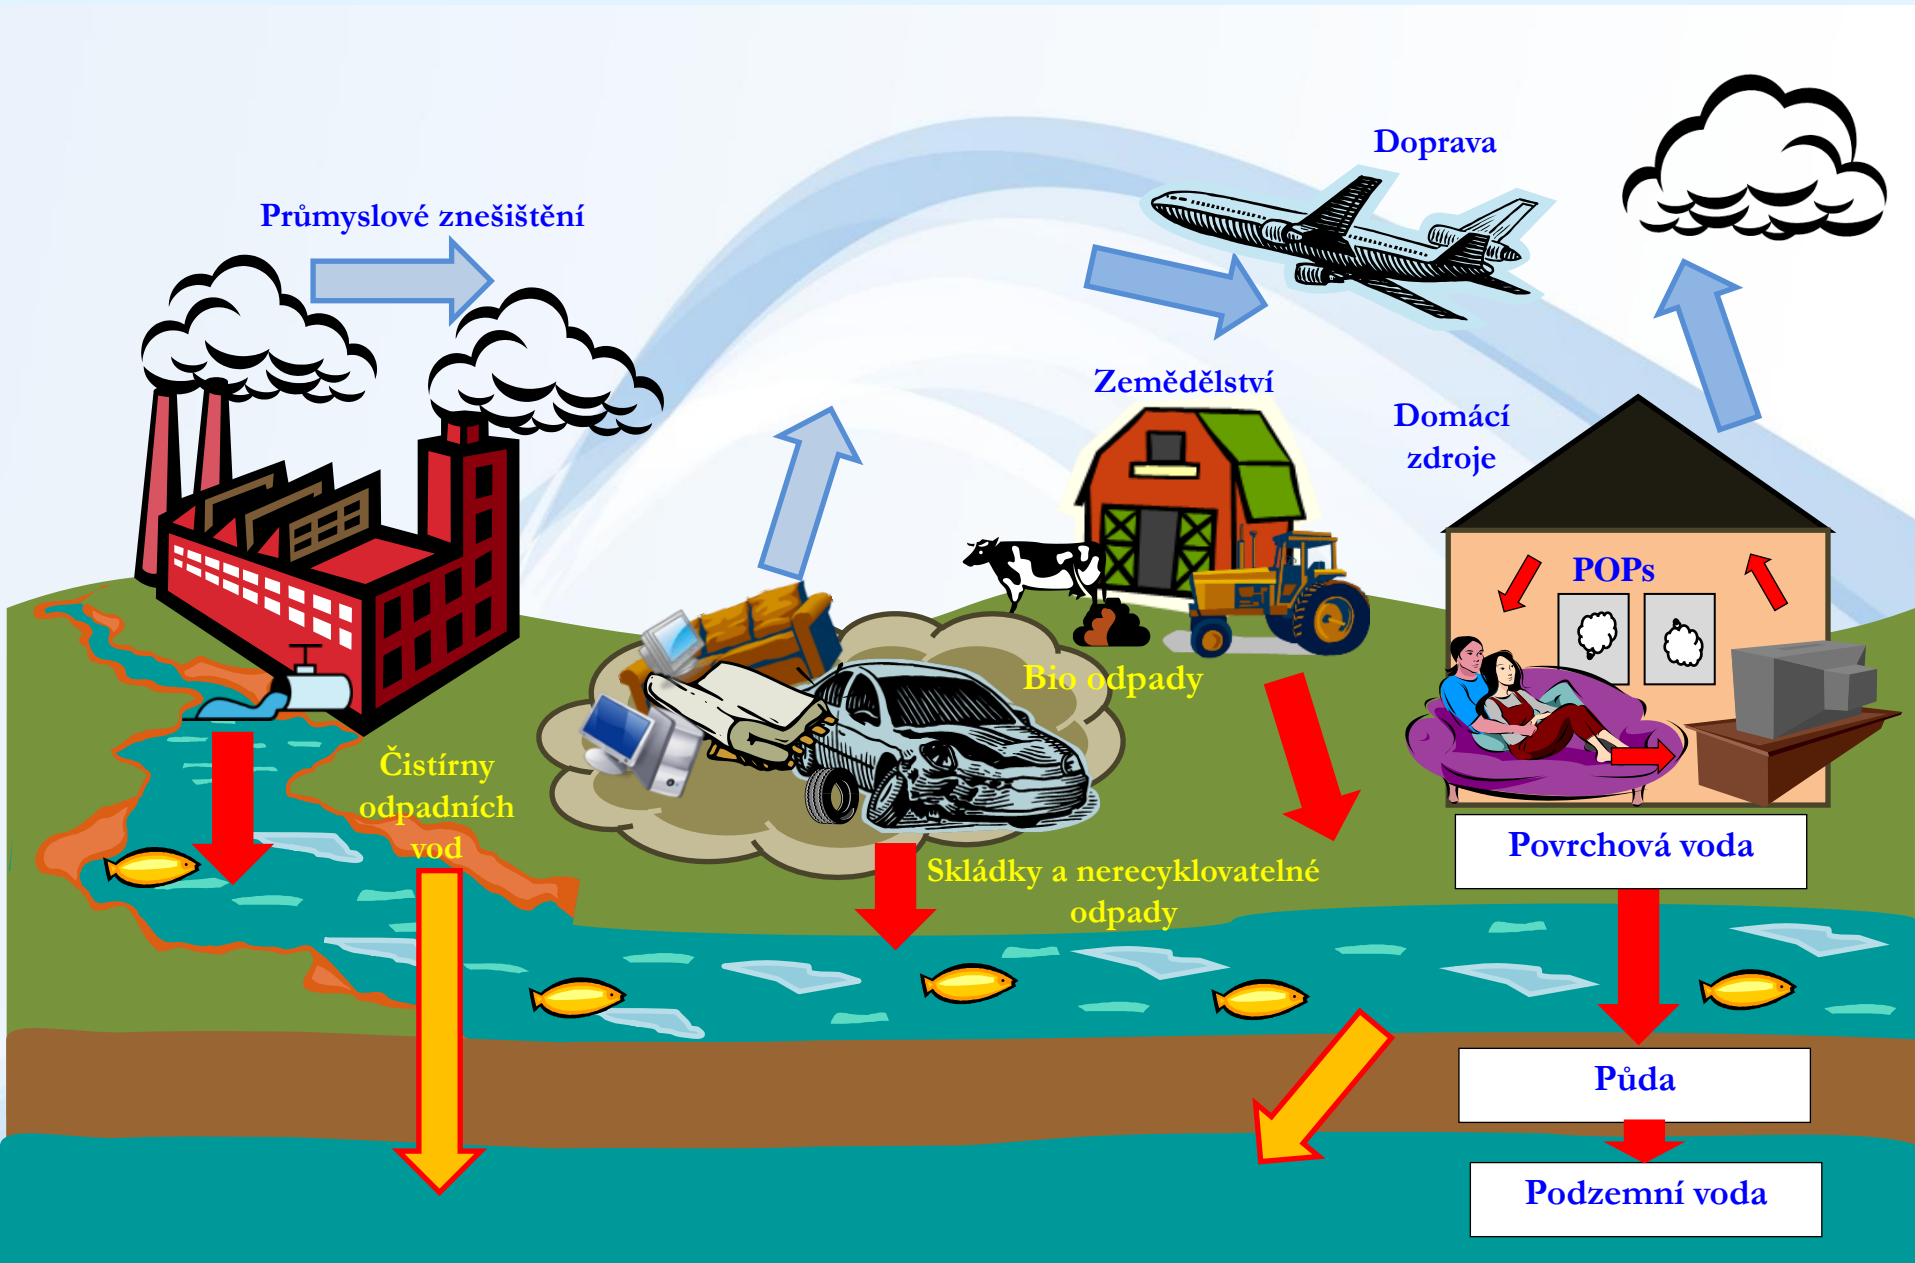 Doprava
Průmyslové znešištění
Zemědělství
Domácí
zdroje
POPs
Bio odpady
Čistírny
odpadních
vod
Skládky a nerecyklovatelné
odpady
Povrchová voda
Půda
Podzemní voda